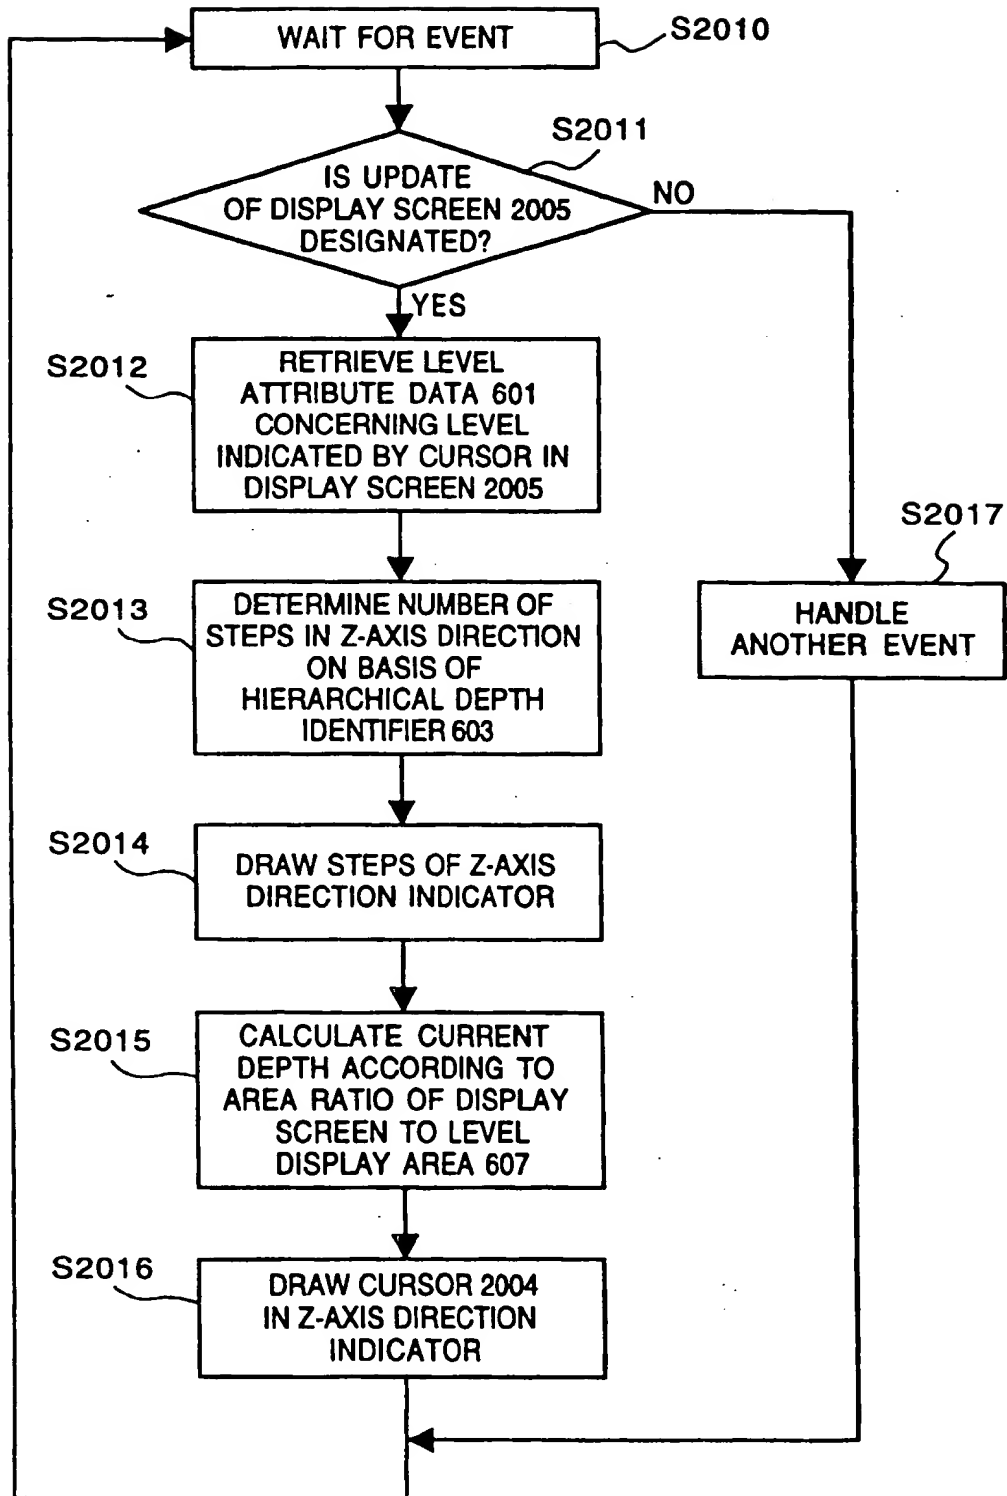 WAIT FOR EVENT
S2010
S2011
IS UPDATE
OF DISPLAY SCREEN 2005
DESIGNATED?
NO
YES
S2012
RETRIEVE LEVEL
ATTRIBUTE DATA 601
CONCERNING LEVEL
INDICATED BY CURSOR IN
DISPLAY SCREEN 2005
S2017
HANDLE
ANOTHER EVENT
S2013
DETERMINE NUMBER OF
STEPS IN Z-AXIS DIRECTION
ON BASIS OF
HIERARCHICAL DEPTH
IDENTIFIER 603
S2014
DRAW STEPS OF Z-AXIS
DIRECTION INDICATOR
S2015
CALCULATE CURRENT
DEPTH ACCORDING TO
AREA RATIO OF DISPLAY
SCREEN TO LEVEL
DISPLAY AREA 607
S2016
DRAW CURSOR 2004
IN Z-AXIS DIRECTION
INDICATOR